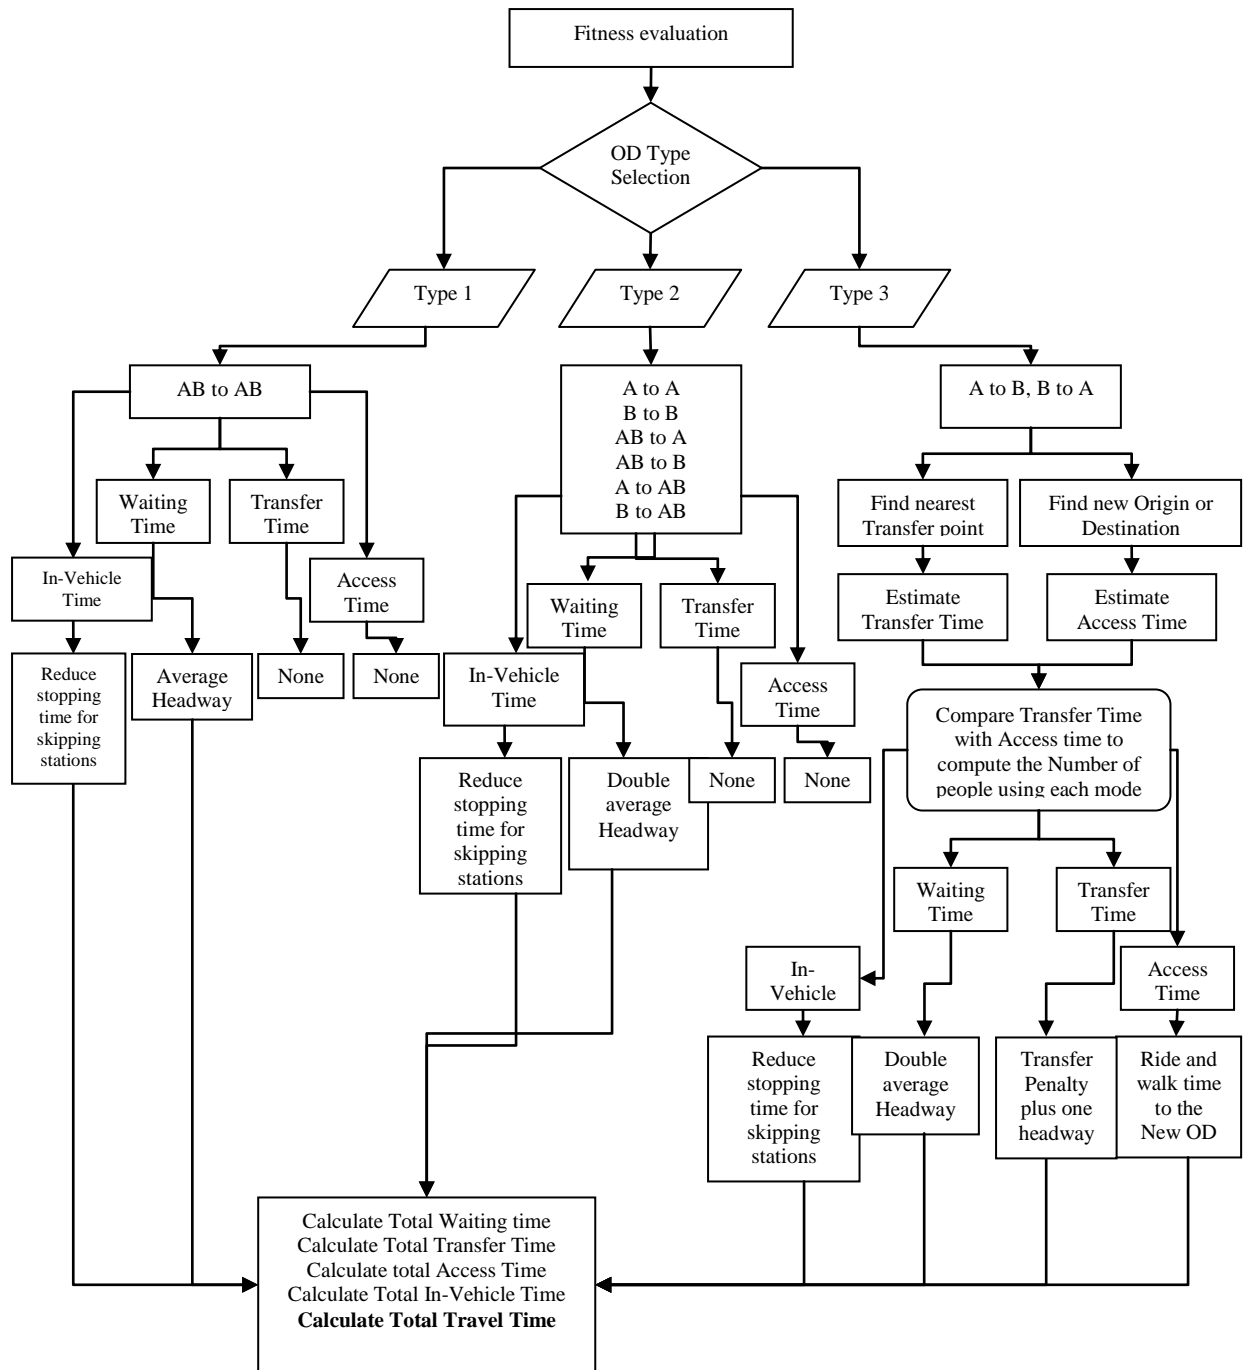 Fitness evaluation
OD Type
Selection
Type 1
Type 2
Type 3
AB to AB
A to A
B to B
AB to A
AB to B
A to AB
B to AB
A to B, B to A
Waiting
Time
Transfer
Time
In-Vehicle
Time
Access
Time
Reduce
stopping
time for
skipping
stations
Average
Headway
None
None
Waiting
Time
Transfer
Time
In-Vehicle
Time
Access
Time
Reduce
stopping
time for
skipping
stations
Double
average
Headway
None
None
Find nearest
Transfer point
Find new Origin or
Destination
Estimate
Transfer Time
Estimate
Access Time
Compare Transfer Time
with Access time to
compute the Number of
people using each mode
Waiting
Time
Transfer
Time
In-
Vehicle
Access
Time
Reduce
stopping
time for
skipping
stations
Double
average
Headway
Transfer
Penalty
plus one
headway
Ride and
walk time
to the
New OD
Calculate Total Waiting time
Calculate Total Transfer Time
Calculate total Access Time
Calculate Total In-Vehicle Time
Calculate Total Travel Time